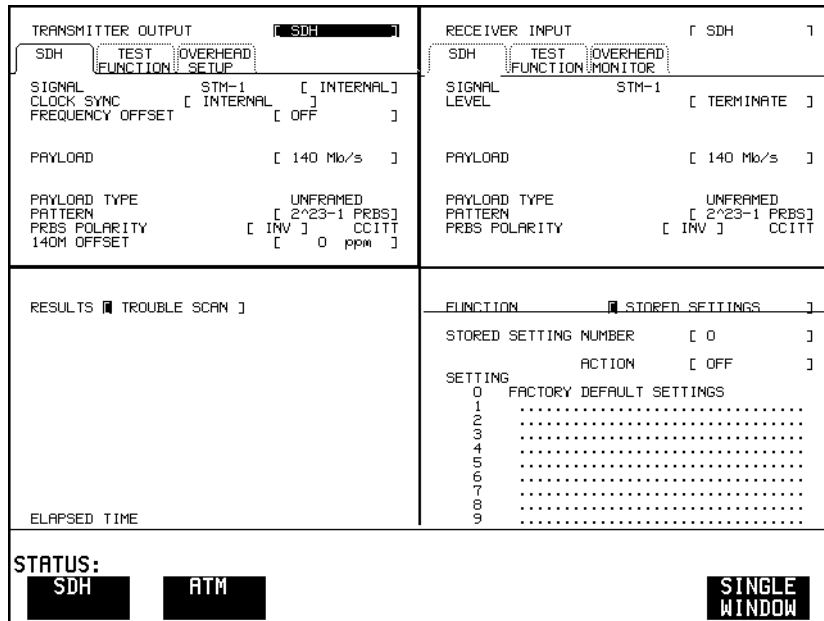 TRANSMITTER OUTPUT [ SDH ]
SDH TEST FUNCTION OVERHEAD SETUP
SIGNAL STM-1 [ INTERNAL]
CLOCK SYNC [ INTERNAL ]
FREQUENCY OFFSET [ OFF ]
PAYLOAD [ 140 Mb/s ]
PAYLOAD TYPE UNFRAMED
PATTERN [ 2^23-1 PRBS]
PRBS POLARITY [ INV ] CCITT
140M OFFSET [ 0 ppm ]
RECEIVER INPUT [ SDH ]
SDH TEST FUNCTION OVERHEAD MONITOR
SIGNAL STM-1
LEVEL [ TERMINATE ]
PAYLOAD [ 140 Mb/s ]
PAYLOAD TYPE UNFRAMED
PATTERN [ 2^23-1 PRBS]
PRBS POLARITY [ INV ] CCITT
RESULTS [ TROUBLE SCAN ]
ELAPSED TIME
FUNCTION [ STORED SETTINGS ]
STORED SETTING NUMBER [ 0 ]
ACTION [ OFF ]
SETTING
0 FACTORY DEFAULT SETTINGS
1 ................................
2 ................................
3 ................................
4 ................................
5 ................................
6 ................................
7 ................................
8 ................................
9 ................................
STATUS:
SDH ATM SINGLE WINDOW